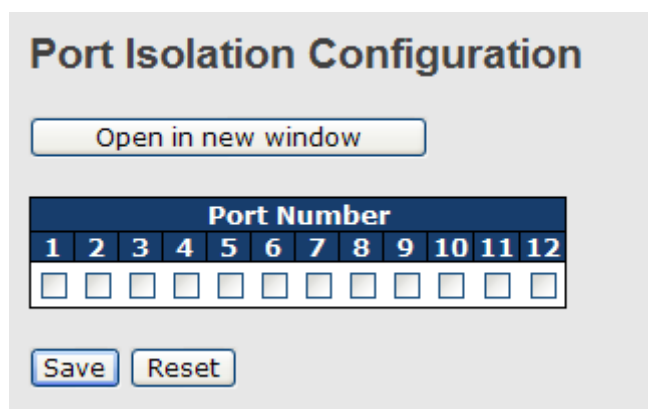 Port Isolation Configuration
Open in new window
Port Number
1 2 3 4 5 6 7 8 9 10 11 12
Save Reset